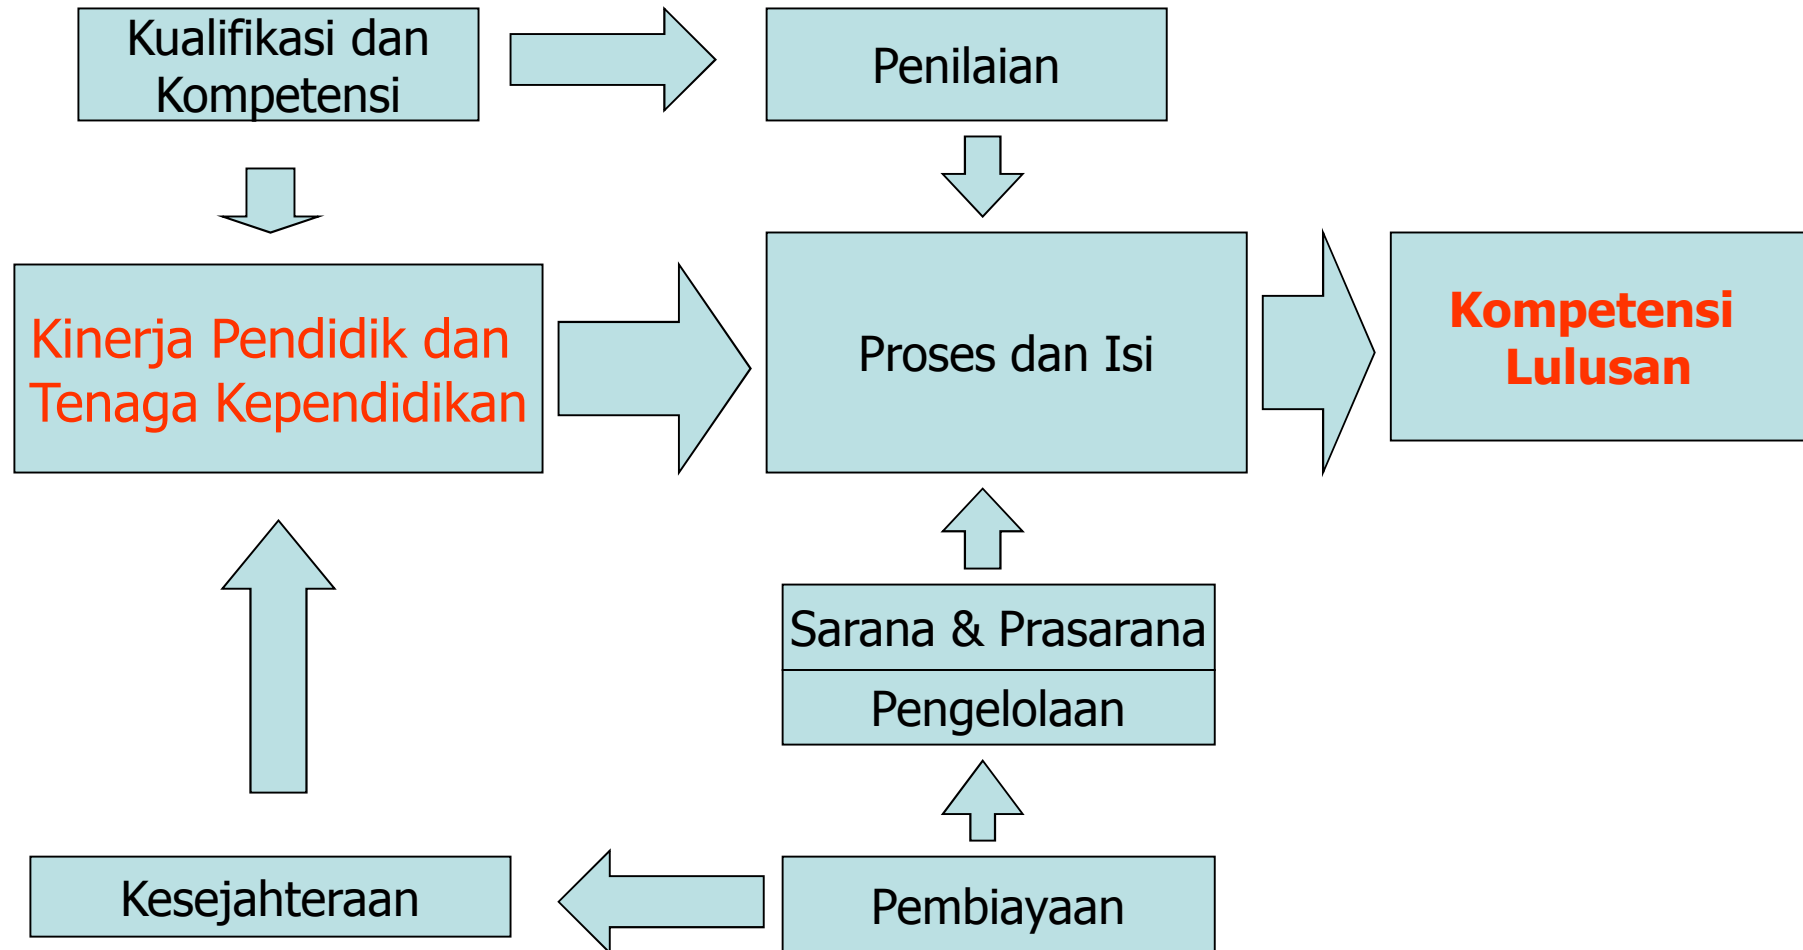 Kualifikasi dan
Kompetensi
Penilaian
Kinerja Pendidik dan
Tenaga Kependidikan
Proses dan Isi
Kompetensi
Lulusan
Sarana & Prasarana
Pengelolaan
Kesejahteraan
Pembiayaan